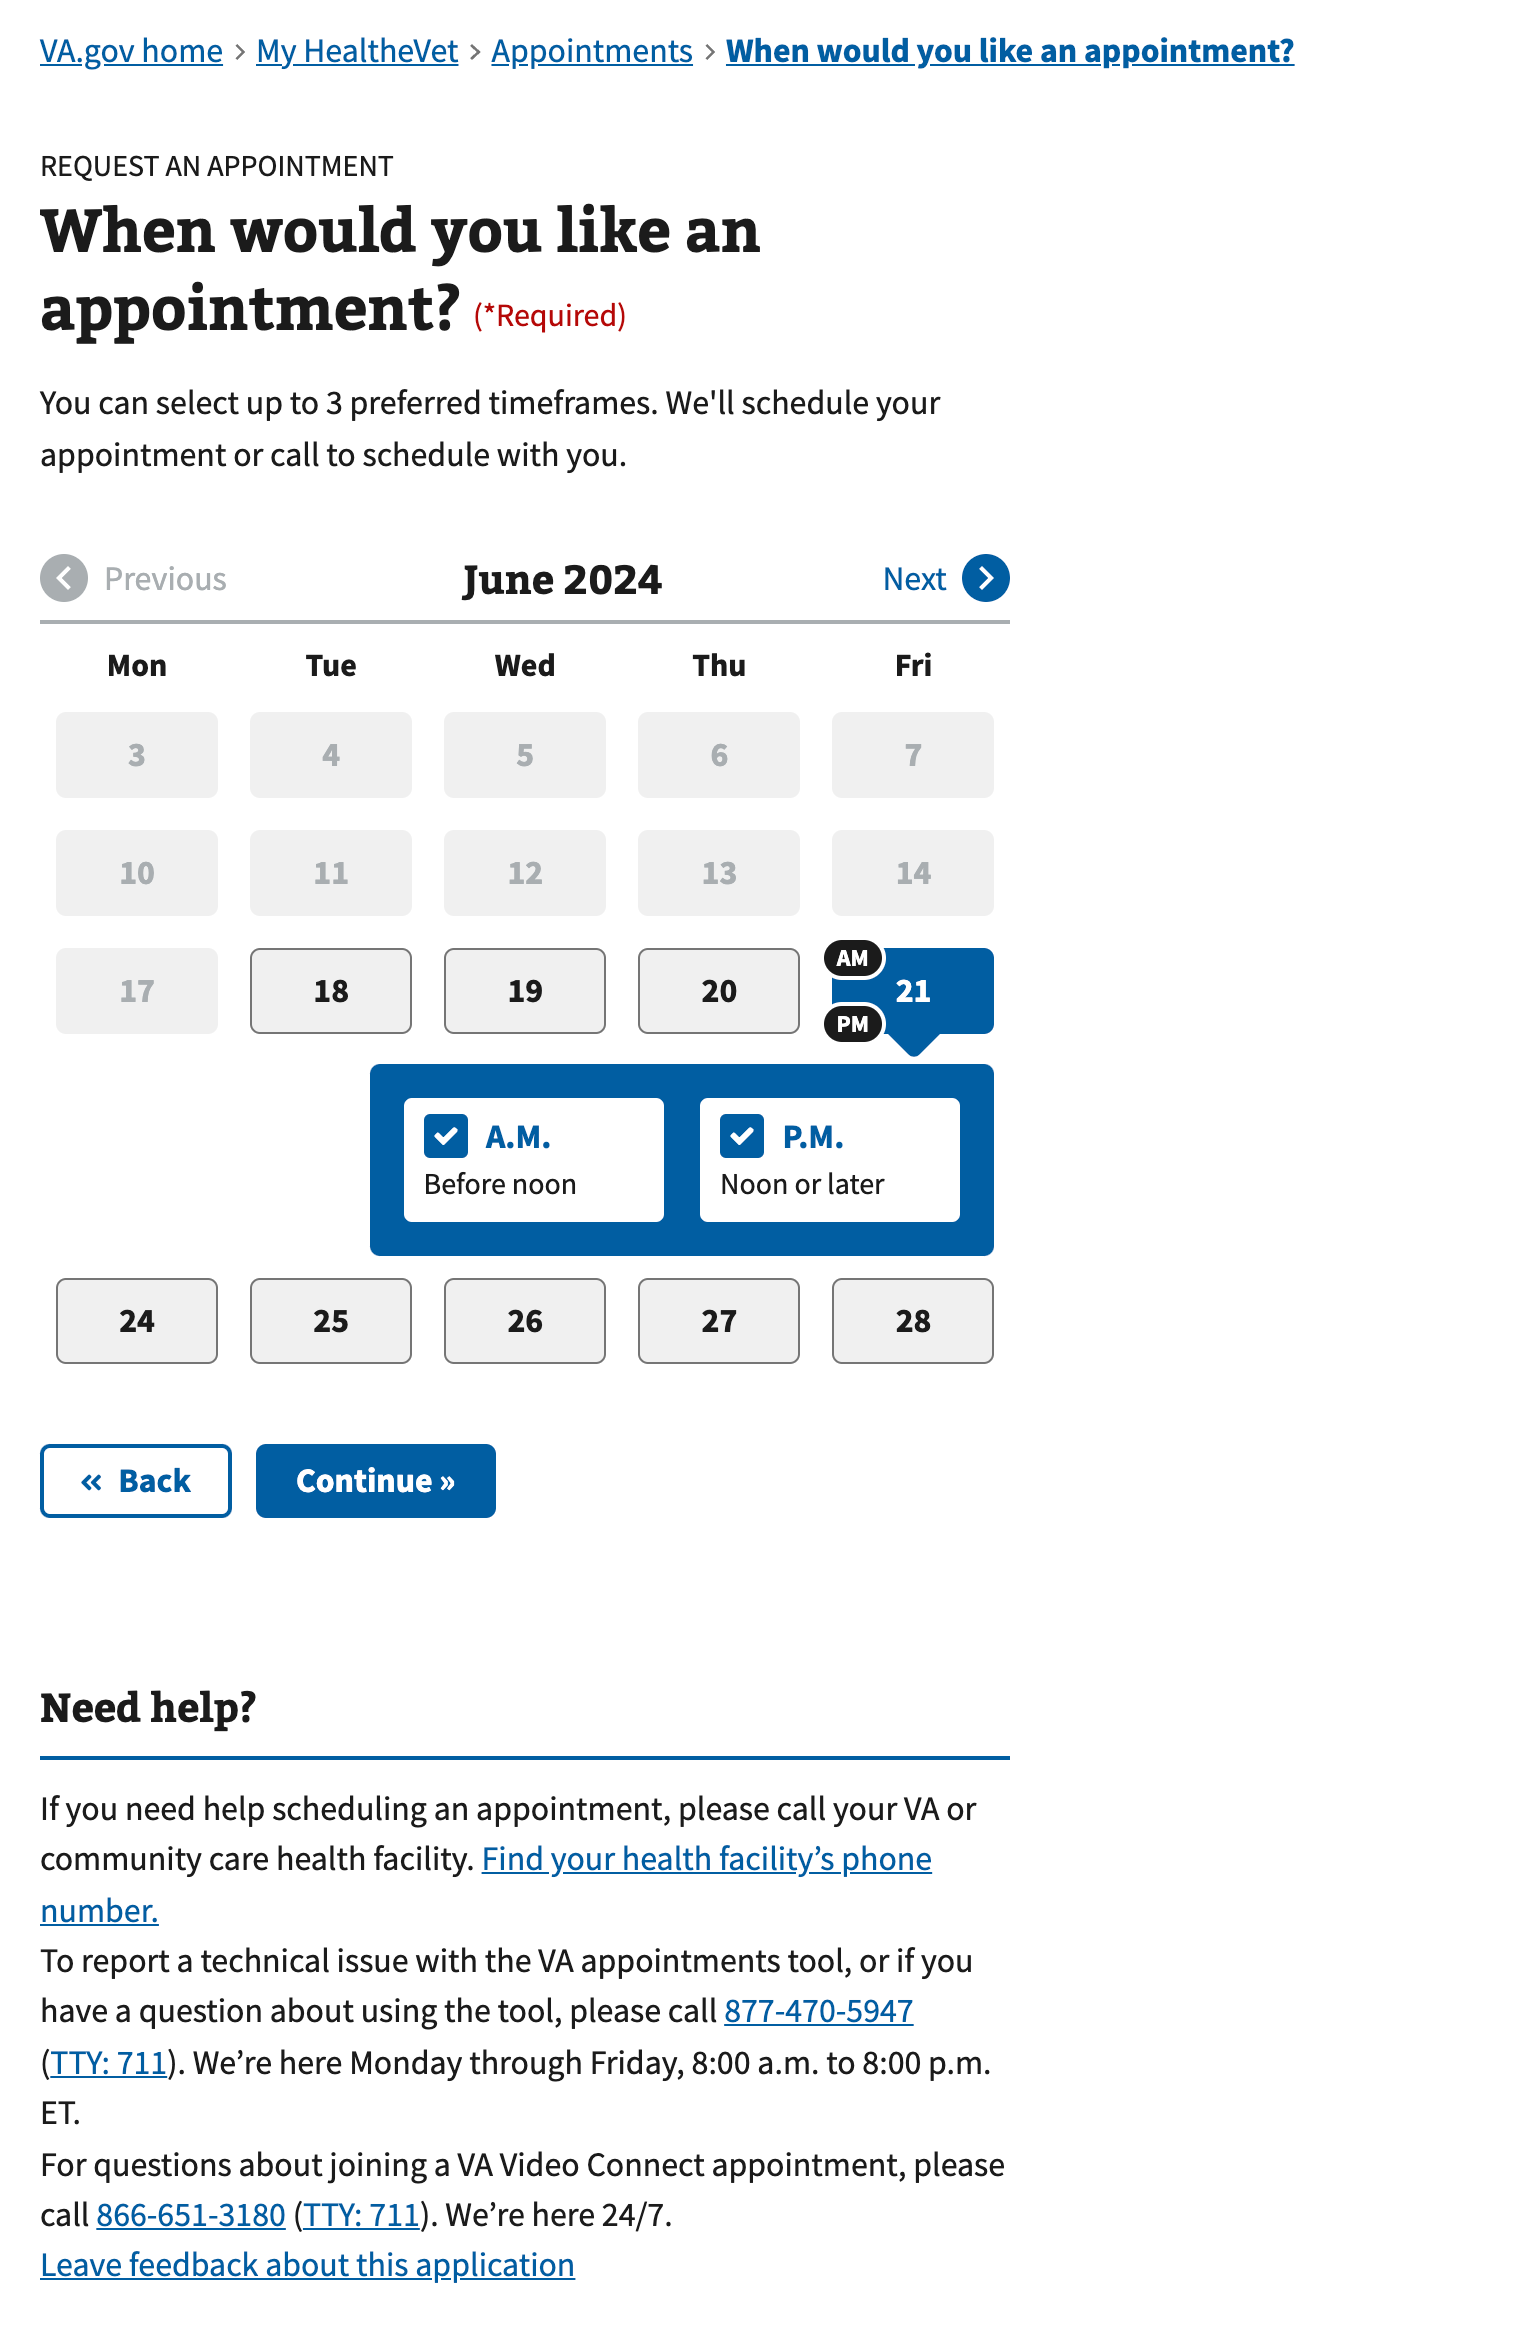 VA.gov home > My HealtheVet > Appointments > When would you like an appointment?
REQUEST AN APPOINTMENT
When would you like an
appointment? (*Required)
You can select up to 3 preferred timeframes. We'll schedule your
appointment or call to schedule with you.
Previous June 2024 Next
Mon Tue Wed Thu Fri
3 4 5 6 7
10 11 12 13 14
17 18 19 20 AM 21 PM
A.M. P.M.
Before noon Noon or later
24 25 26 27 28
« Back Continue »
Need help?
If you need help scheduling an appointment, please call your VA or
community care health facility. Find your health facility’s phone
number.
To report a technical issue with the VA appointments tool, or if you
have a question about using the tool, please call 877-470-5947
(TTY: 711). We’re here Monday through Friday, 8:00 a.m. to 8:00 p.m.
ET.
For questions about joining a VA Video Connect appointment, please
call 866-651-3180 (TTY: 711). We’re here 24/7.
Leave feedback about this application